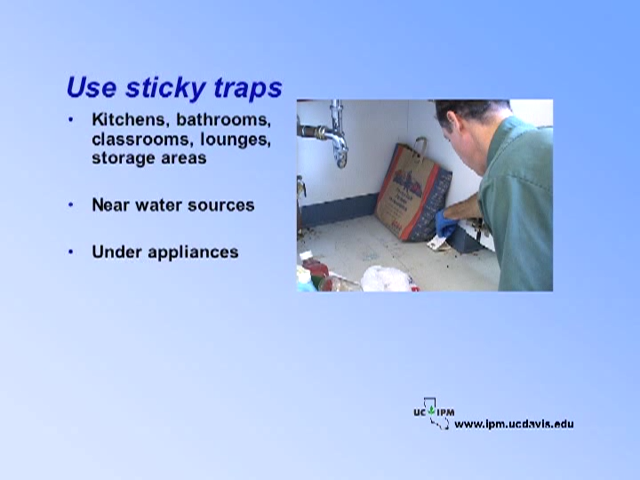 Use sticky traps
• Kitchens, bathrooms,
classrooms, lounges,
storage areas
• Near water sources
• Under appliances
UC IPM
www.ipm.ucdavis.edu